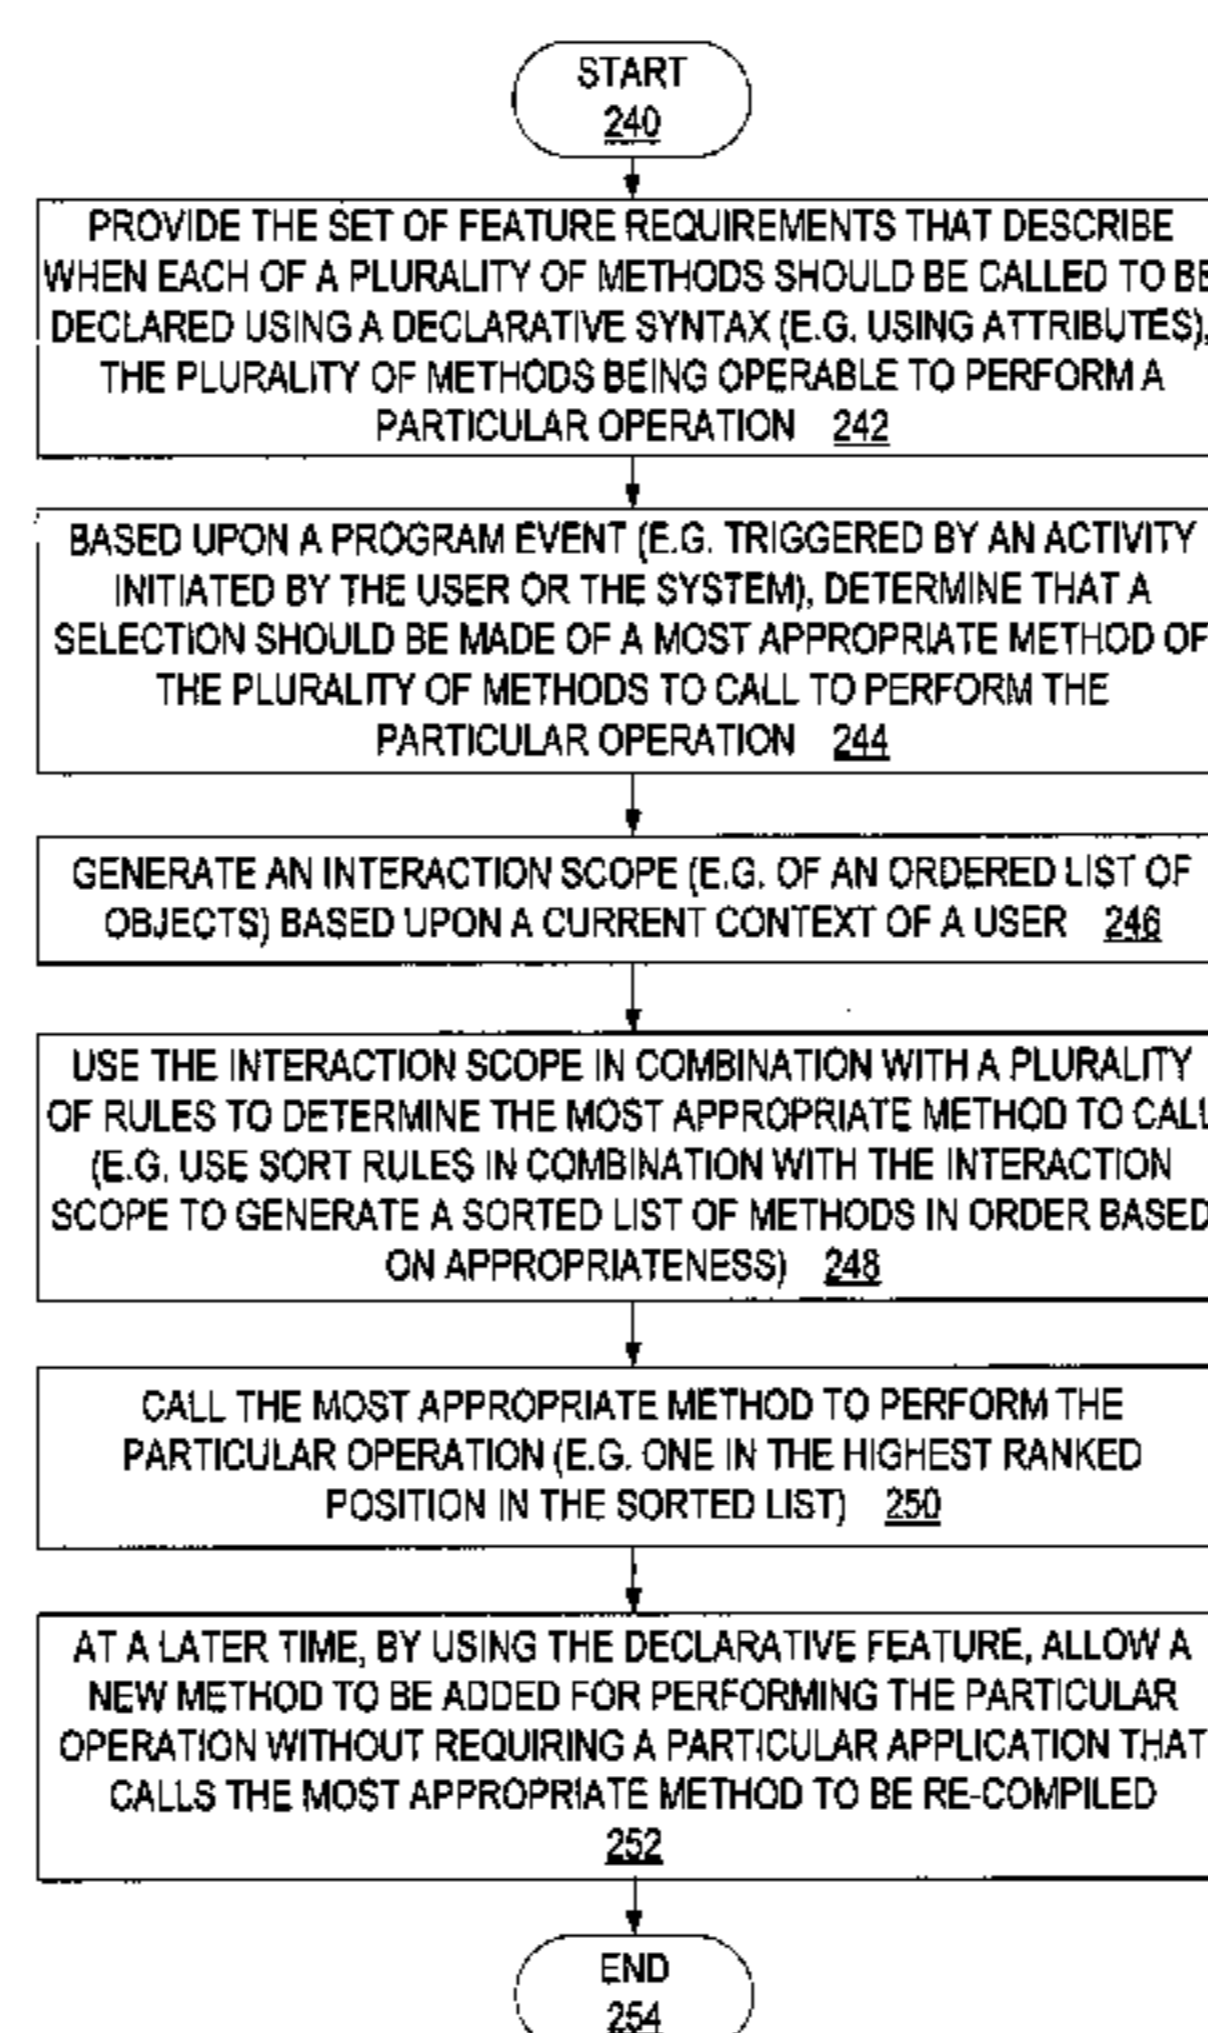 START
240
PROVIDE THE SET OF FEATURE REQUIREMENTS THAT DESCRIBE
WHEN EACH OF A PLURALITY OF METHODS SHOULD BE CALLED TO BE
DECLARED USING A DECLARATIVE SYNTAX (E.G. USING ATTRIBUTES),
THE PLURALITY OF METHODS BEING OPERABLE TO PERFORM A
PARTICULAR OPERATION 242
BASED UPON A PROGRAM EVENT (E.G. TRIGGERED BY AN ACTIVITY
INITIATED BY THE USER OR THE SYSTEM), DETERMINE THAT A
SELECTION SHOULD BE MADE OF A MOST APPROPRIATE METHOD OF
THE PLURALITY OF METHODS TO CALL TO PERFORM THE
PARTICULAR OPERATION 244
GENERATE AN INTERACTION SCOPE (E.G. OF AN ORDERED LIST OF
OBJECTS) BASED UPON A CURRENT CONTEXT OF A USER 246
USE THE INTERACTION SCOPE IN COMBINATION WITH A PLURALITY
OF RULES TO DETERMINE THE MOST APPROPRIATE METHOD TO CALL
(E.G. USE SORT RULES IN COMBINATION WITH THE INTERACTION
SCOPE TO GENERATE A SORTED LIST OF METHODS IN ORDER BASED
ON APPROPRIATENESS) 248
CALL THE MOST APPROPRIATE METHOD TO PERFORM THE
PARTICULAR OPERATION (E.G. ONE IN THE HIGHEST RANKED
POSITION IN THE SORTED LIST) 250
AT A LATER TIME, BY USING THE DECLARATIVE FEATURE, ALLOW A
NEW METHOD TO BE ADDED FOR PERFORMING THE PARTICULAR
OPERATION WITHOUT REQUIRING A PARTICULAR APPLICATION THAT
CALLS THE MOST APPROPRIATE METHOD TO BE RE-COMPILED
252
END
254